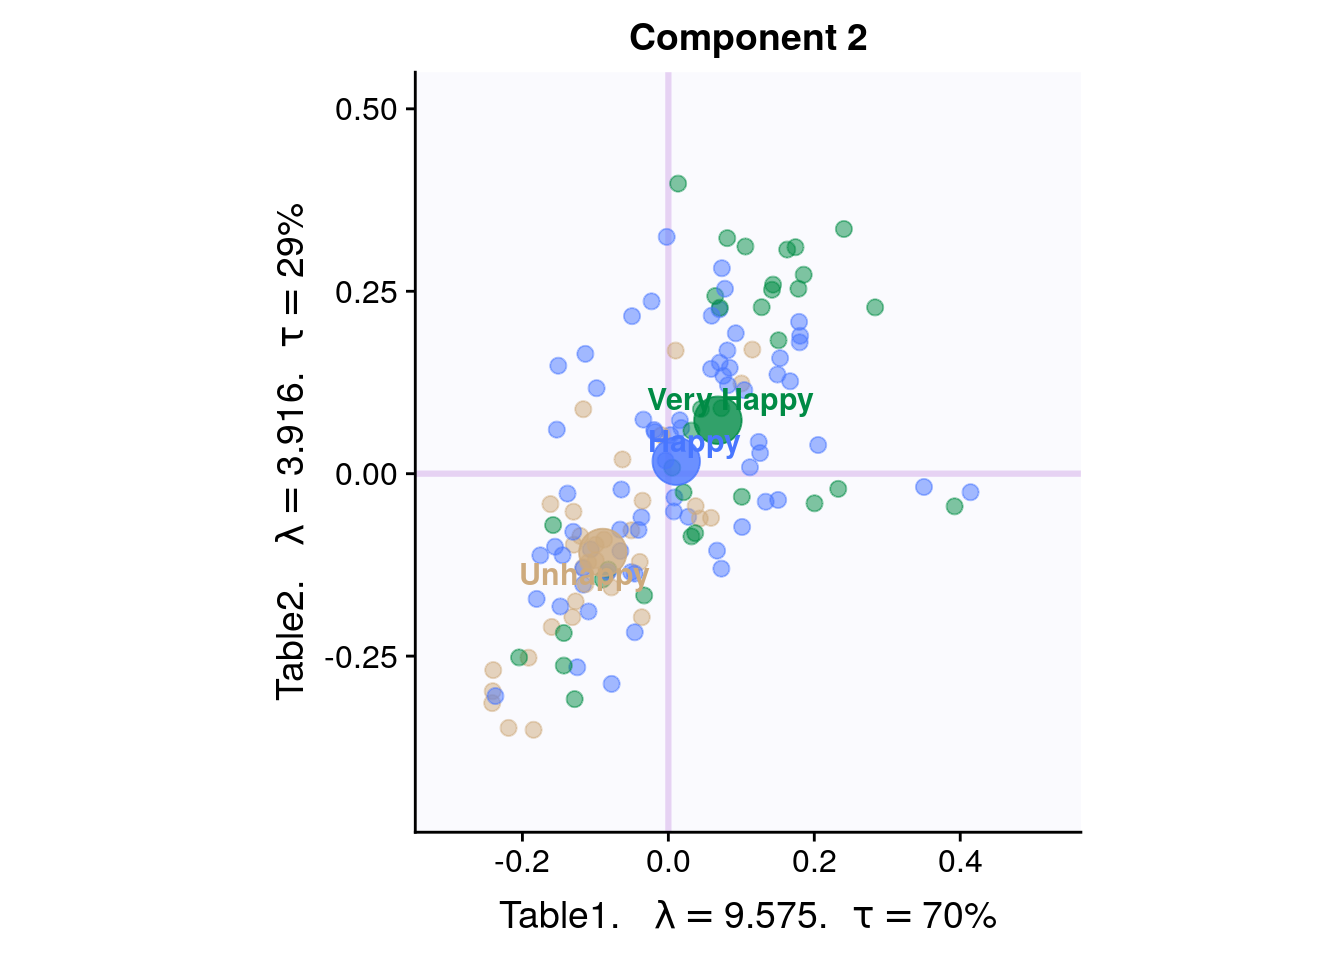 Component 2
0.50
0.25
0.00
-0.25
Table2.   λ = 3.916.   τ = 29%
Very Happy
Happy
Unhappy
-0.2 0.0 0.2 0.4
Table1.   λ = 9.575.   τ = 70%